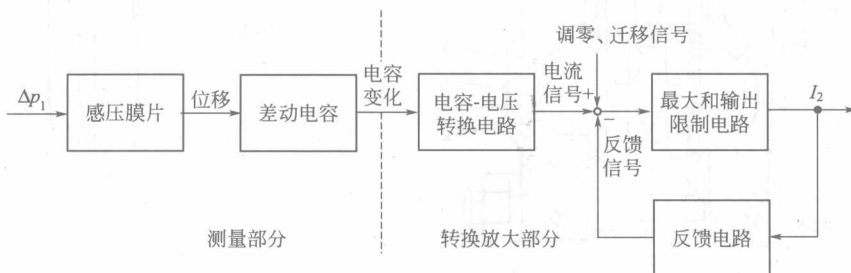 调零、迁移信号
Δp₁
感压膜片
位移
差动电容
电容
变化
电容-电压
转换电路
电流
信号+
−
反馈
信号
最大和输出
限制电路
I₂
反馈电路
测量部分
转换放大部分